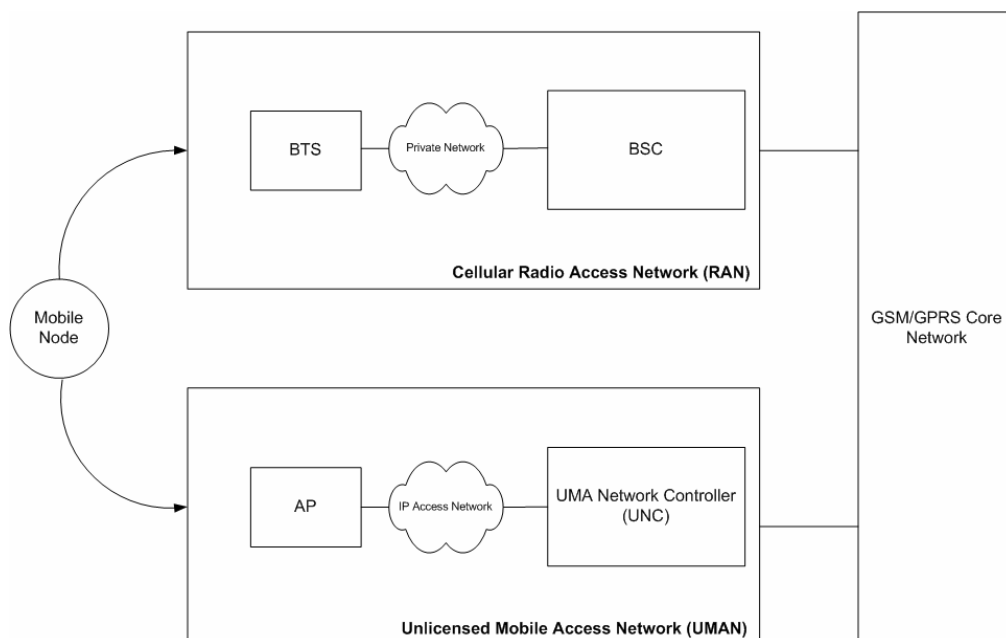 BTS
Private Network
BSC
Cellular Radio Access Network (RAN)
Mobile
Node
GSM/GPRS Core
Network
AP
IP Access Network
UMA Network Controller
(UNC)
Unlicensed Mobile Access Network (UMAN)